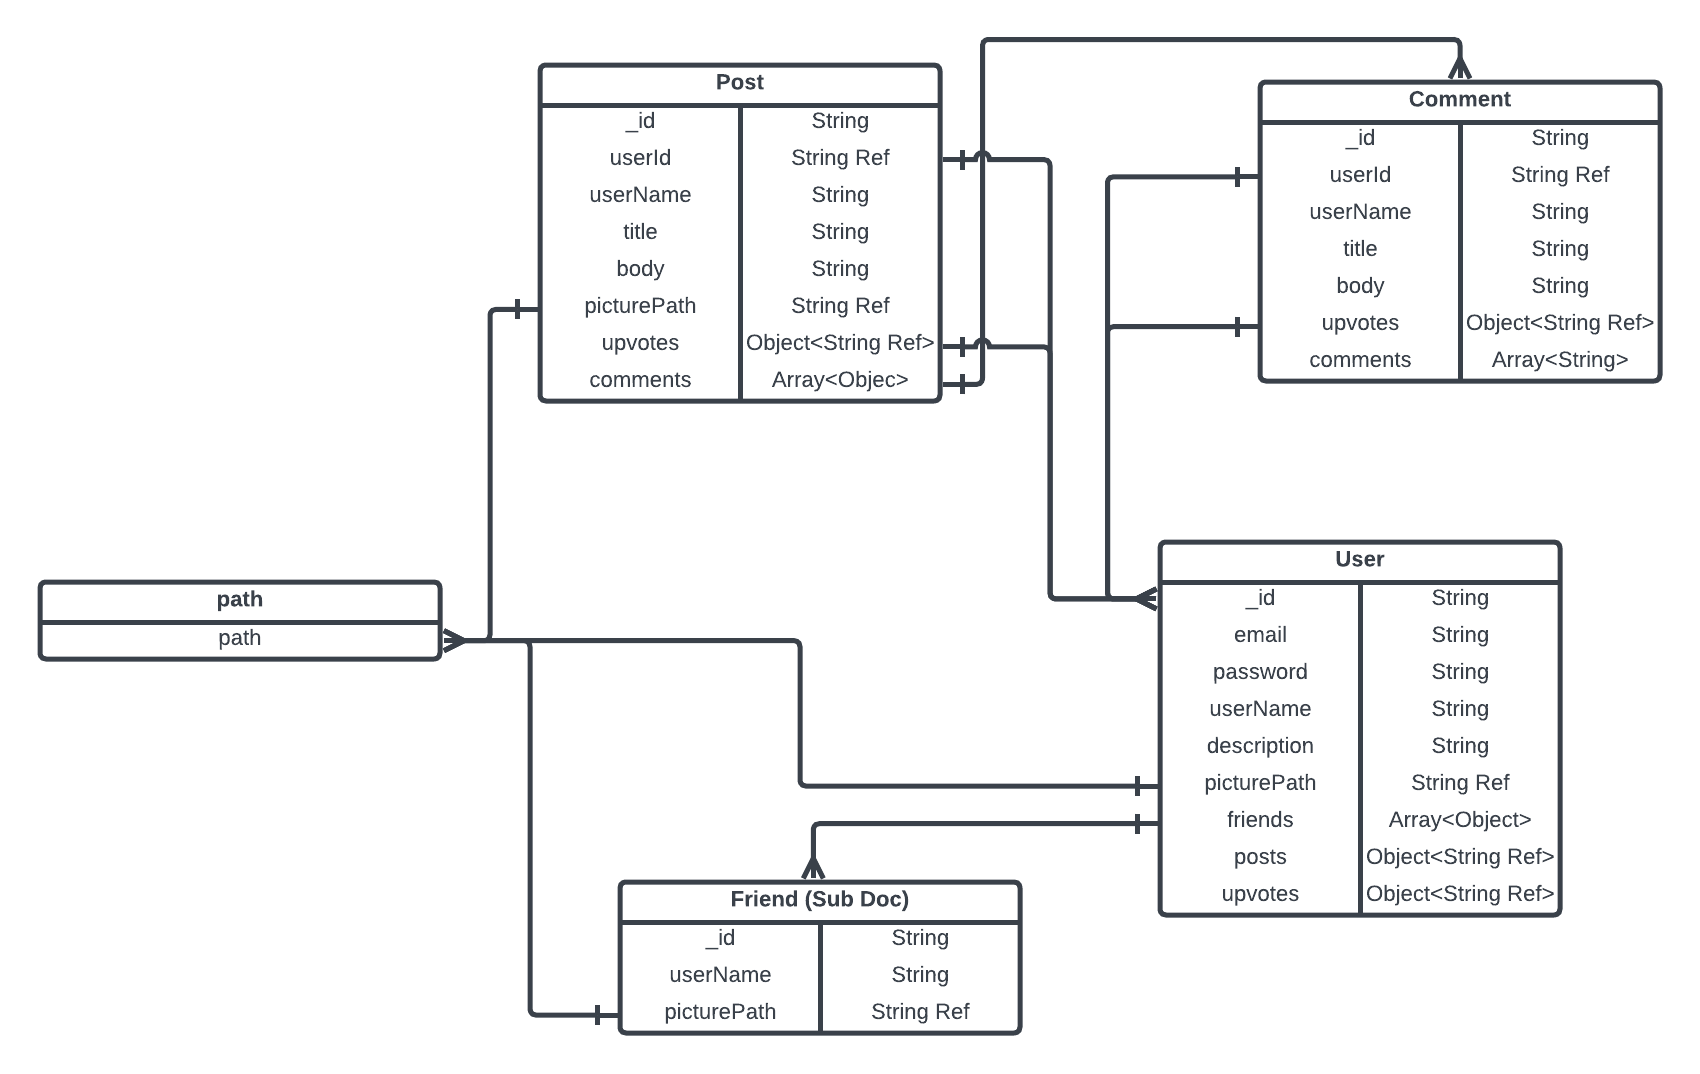 Post
_id String
userId String Ref
userName String
title String
body String
picturePath String Ref
upvotes Object<String Ref>
comments Array<Objec>
Comment
_id String
userId String Ref
userName String
title String
body String
upvotes Object<String Ref>
comments Array<String>
path
path
User
_id String
email String
password String
userName String
description String
picturePath String Ref
friends Array<Object>
posts Object<String Ref>
upvotes Object<String Ref>
Friend (Sub Doc)
_id String
userName String
picturePath String Ref